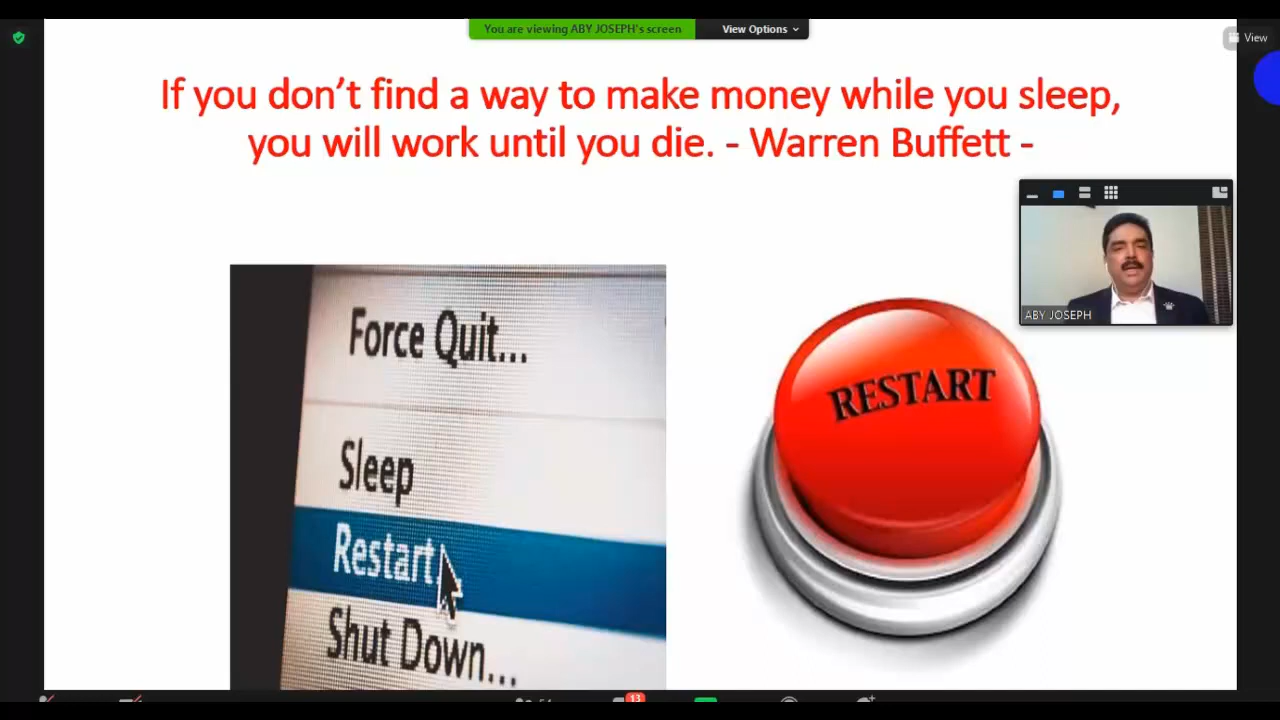 You are viewing ABY JOSEPH's screen
View Options
View
If you don't find a way to make money while you sleep,
you will work until you die. - Warren Buffett -
ABY JOSEPH
Force Quit...
Sleep
Restart
Shut Down...
RESTART
13